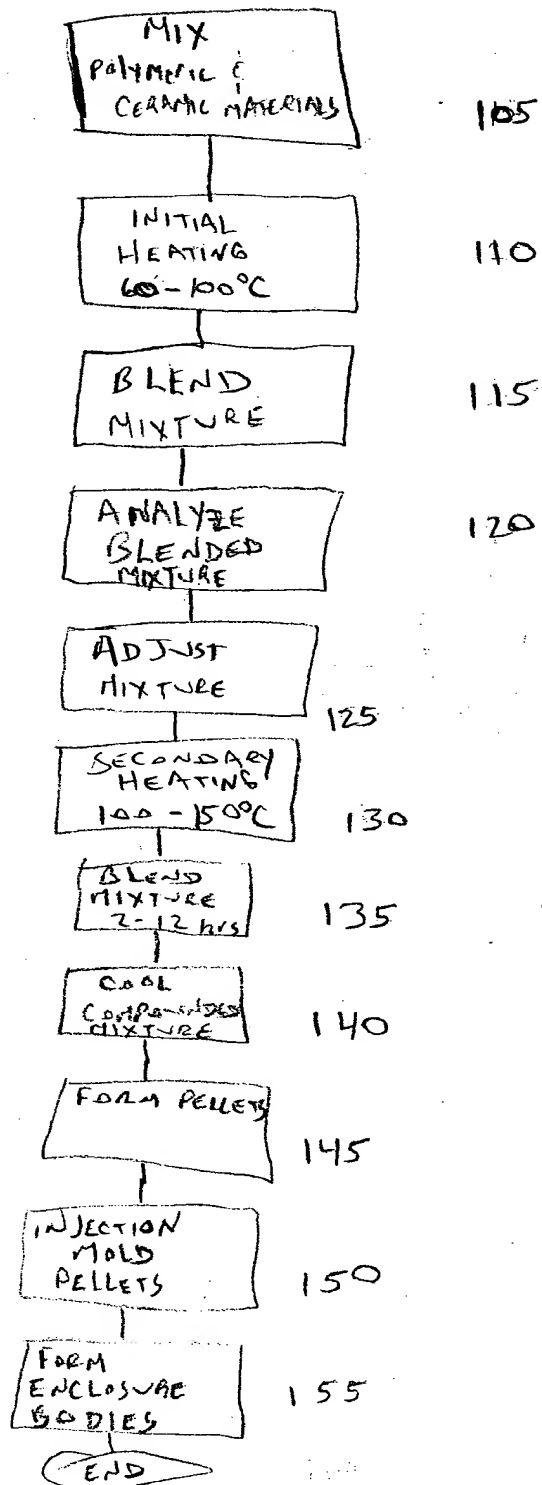 MIX
POLYMERIC &
CERAMIC MATERIALS
105
INITIAL
HEATING
60-100°C
110
BLEND
MIXTURE
115
ANALYZE
BLENDED
MIXTURE
120
ADJUST
MIXTURE
125
SECONDARY
HEATING
100-150°C
130
BLEND
MIXTURE
2-12 hrs
135
COOL
COMPOUNDED
MIXTURE
140
FORM PELLETS
145
INJECTION
MOLD
PELLETS
150
FORM
ENCLOSURE
BODIES
155
END